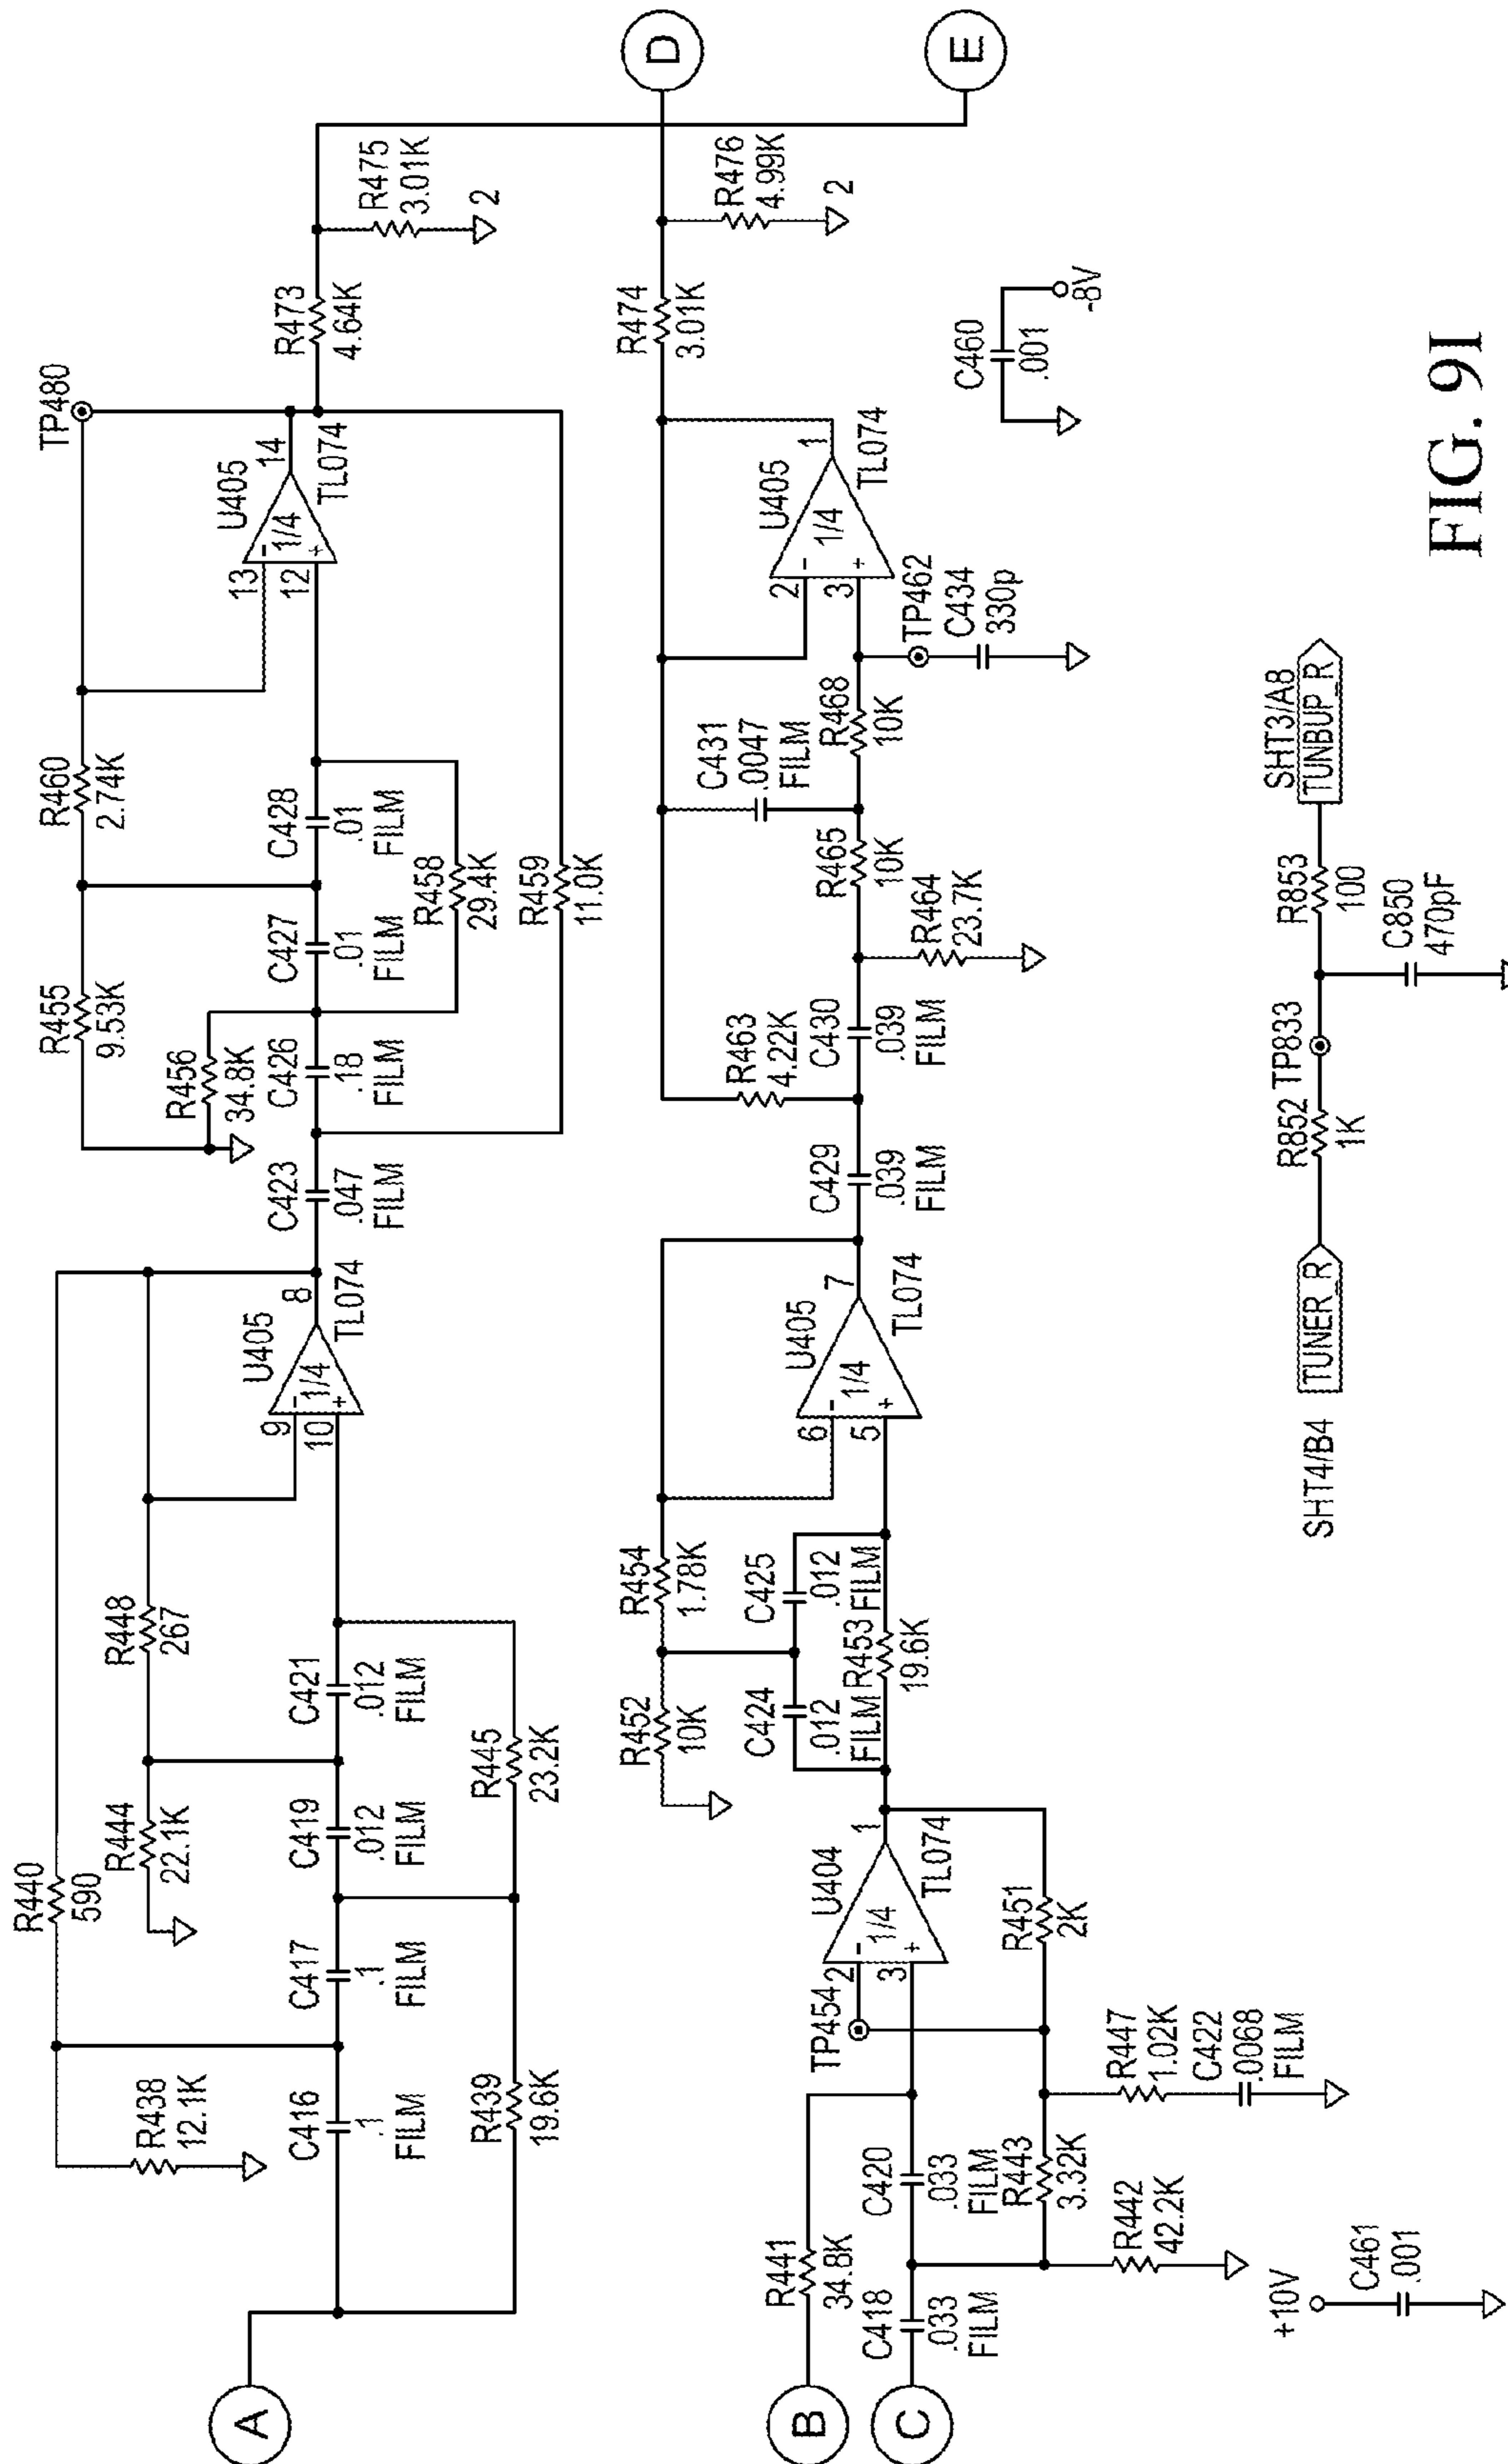 A
R438
12.1K
C416
.1
FILM
R439
19.6K
R440
590
C417
.1
FILM
R444
22.1K
C419
.012
FILM
R445
23.2K
R448
267
C421
.012
FILM
9
10
U405
1/4
-
+
8
TL074
C423
.047
FILM
R456
34.8K
C426
.18
FILM
R455
9.53K
C427
.01
FILM
R458
29.4K
R459
11.0K
R460
2.74K
C428
.01
FILM
13
12
U405
1/4
-
+
14
TL074
TP480
R473
4.64K
R475
3.01K
2
B
C
R441
34.8K
C418
.033
FILM
C420
.033
FILM
R443
3.32K
R442
42.2K
TP454
2
3
U404
1/4
-
+
1
TL074
R447
1.02K
C422
.0068
FILM
R451
2K
R452
10K
C424
.012
FILM
R453
19.6K
R454
1.78K
C425
.012
FILM
6
5
U405
1/4
-
+
7
TL074
C429
.039
FILM
R463
4.22K
C430
.039
FILM
R464
23.7K
R465
10K
C431
.0047
FILM
R468
10K
2
3
U405
1/4
-
+
1
TL074
TP462
C434
330p
R474
3.01K
R476
4.99K
2
D
E
+10V
C461
.001
C460
.001
-8V
SHT4/B4
TUNER_R
R852
1K
TP833
C850
470pF
R853
100
SHT3/A8
TUNBUP_R
FIG. 9I